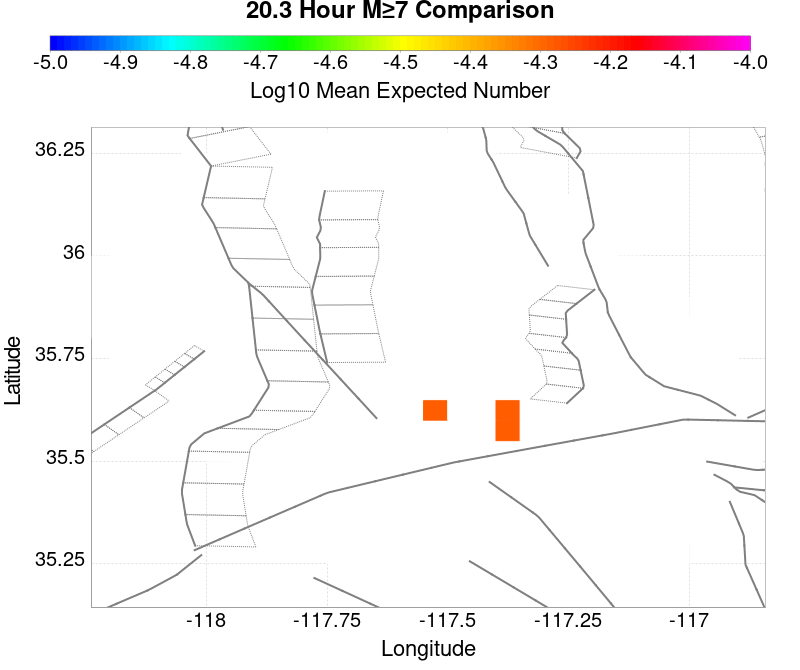 20.3 Hour M≥7 Comparison
-5.0 -4.9 -4.8 -4.7 -4.6 -4.5 -4.4 -4.3 -4.2 -4.1 -4.0
Log10 Mean Expected Number
36.25
36
35.75
35.5
35.25
Latitude
-118 -117.75 -117.5 -117.25 -117
Longitude